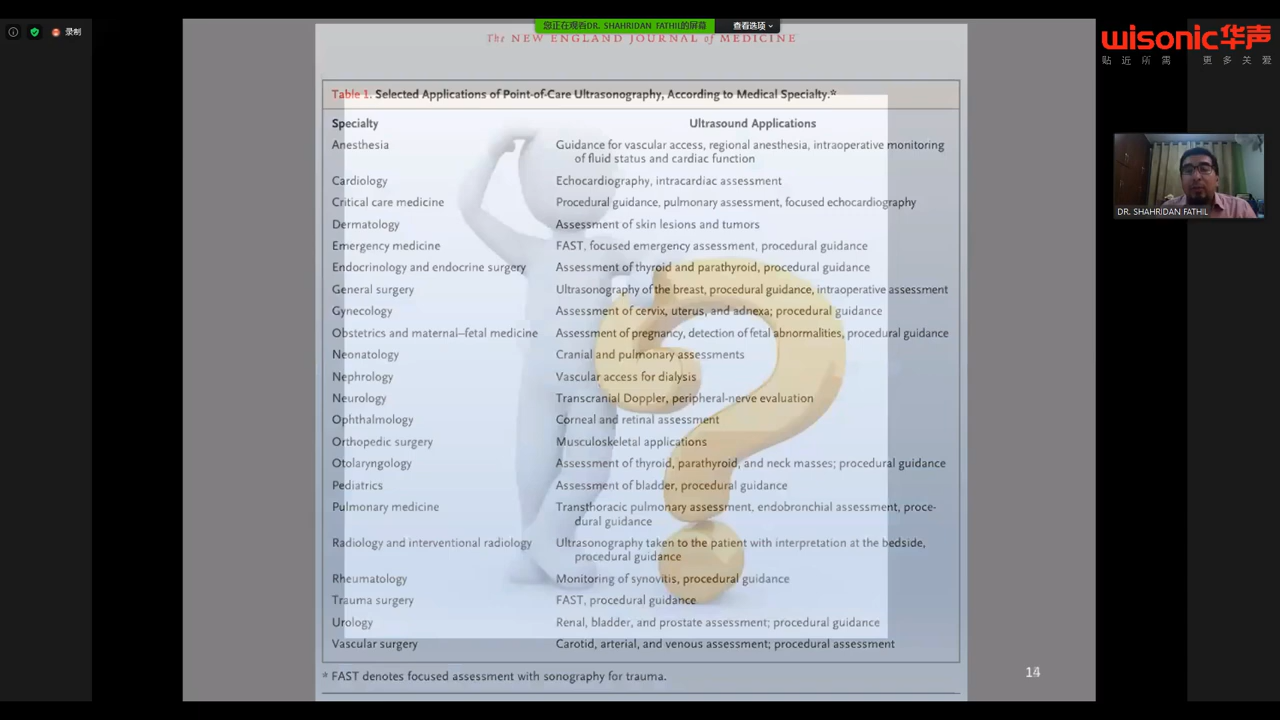 录制
您正在观看DR. SHAHRIDAN FATHIL的屏幕
查看选项
wisonic华声
贴近所需 更多关爱
The NEW ENGLAND JOURNAL of MEDICINE
Table 1. Selected Applications of Point-of-Care Ultrasonography, According to Medical Specialty.*
Specialty Ultrasound Applications
Anesthesia Guidance for vascular access, regional anesthesia, intraoperative monitoring
of fluid status and cardiac function
Cardiology Echocardiography, intracardiac assessment
Critical care medicine Procedural guidance, pulmonary assessment, focused echocardiography
Dermatology Assessment of skin lesions and tumors
Emergency medicine FAST, focused emergency assessment, procedural guidance
Endocrinology and endocrine surgery Assessment of thyroid and parathyroid, procedural guidance
General surgery Ultrasonography of the breast, procedural guidance, intraoperative assessment
Gynecology Assessment of cervix, uterus, and adnexa; procedural guidance
Obstetrics and maternal–fetal medicine Assessment of pregnancy, detection of fetal abnormalities, procedural guidance
Neonatology Cranial and pulmonary assessments
Nephrology Vascular access for dialysis
Neurology Transcranial Doppler, peripheral-nerve evaluation
Ophthalmology Corneal and retinal assessment
Orthopedic surgery Musculoskeletal applications
Otolaryngology Assessment of thyroid, parathyroid, and neck masses; procedural guidance
Pediatrics Assessment of bladder, procedural guidance
Pulmonary medicine Transthoracic pulmonary assessment, endobronchial assessment, proce-
dural guidance
Radiology and interventional radiology Ultrasonography taken to the patient with interpretation at the bedside,
procedural guidance
Rheumatology Monitoring of synovitis, procedural guidance
Trauma surgery FAST, procedural guidance
Urology Renal, bladder, and prostate assessment; procedural guidance
Vascular surgery Carotid, arterial, and venous assessment; procedural assessment
* FAST denotes focused assessment with sonography for trauma.
14
DR. SHAHRIDAN FATHIL